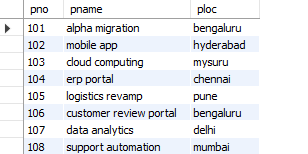 pno pname ploc
101 alpha migration bengaluru
102 mobile app hyderabad
103 cloud computing mysuru
104 erp portal chennai
105 logistics revamp pune
106 customer review portal bengaluru
107 data analytics delhi
108 support automation mumbai